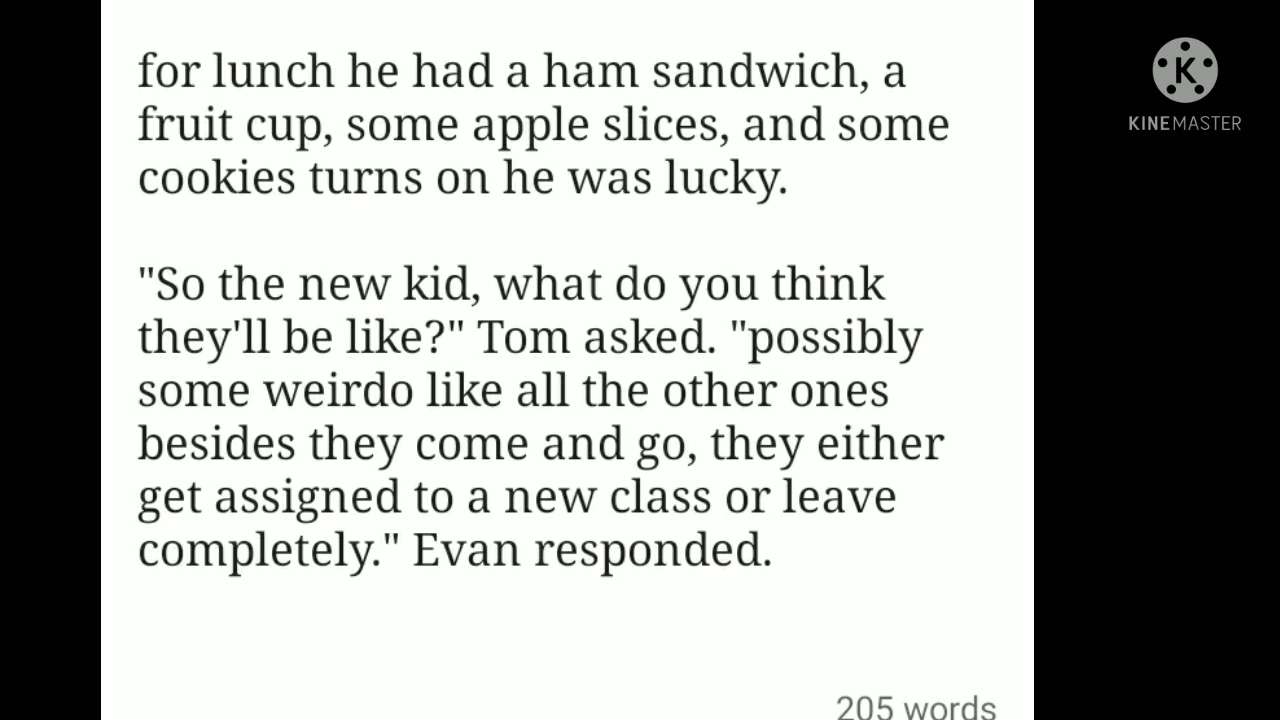 for lunch he had a ham sandwich, a
fruit cup, some apple slices, and some
cookies turns on he was lucky.
"So the new kid, what do you think
they'll be like?" Tom asked. "possibly
some weirdo like all the other ones
besides they come and go, they either
get assigned to a new class or leave
completely." Evan responded.
205 words
K
KINEMASTER